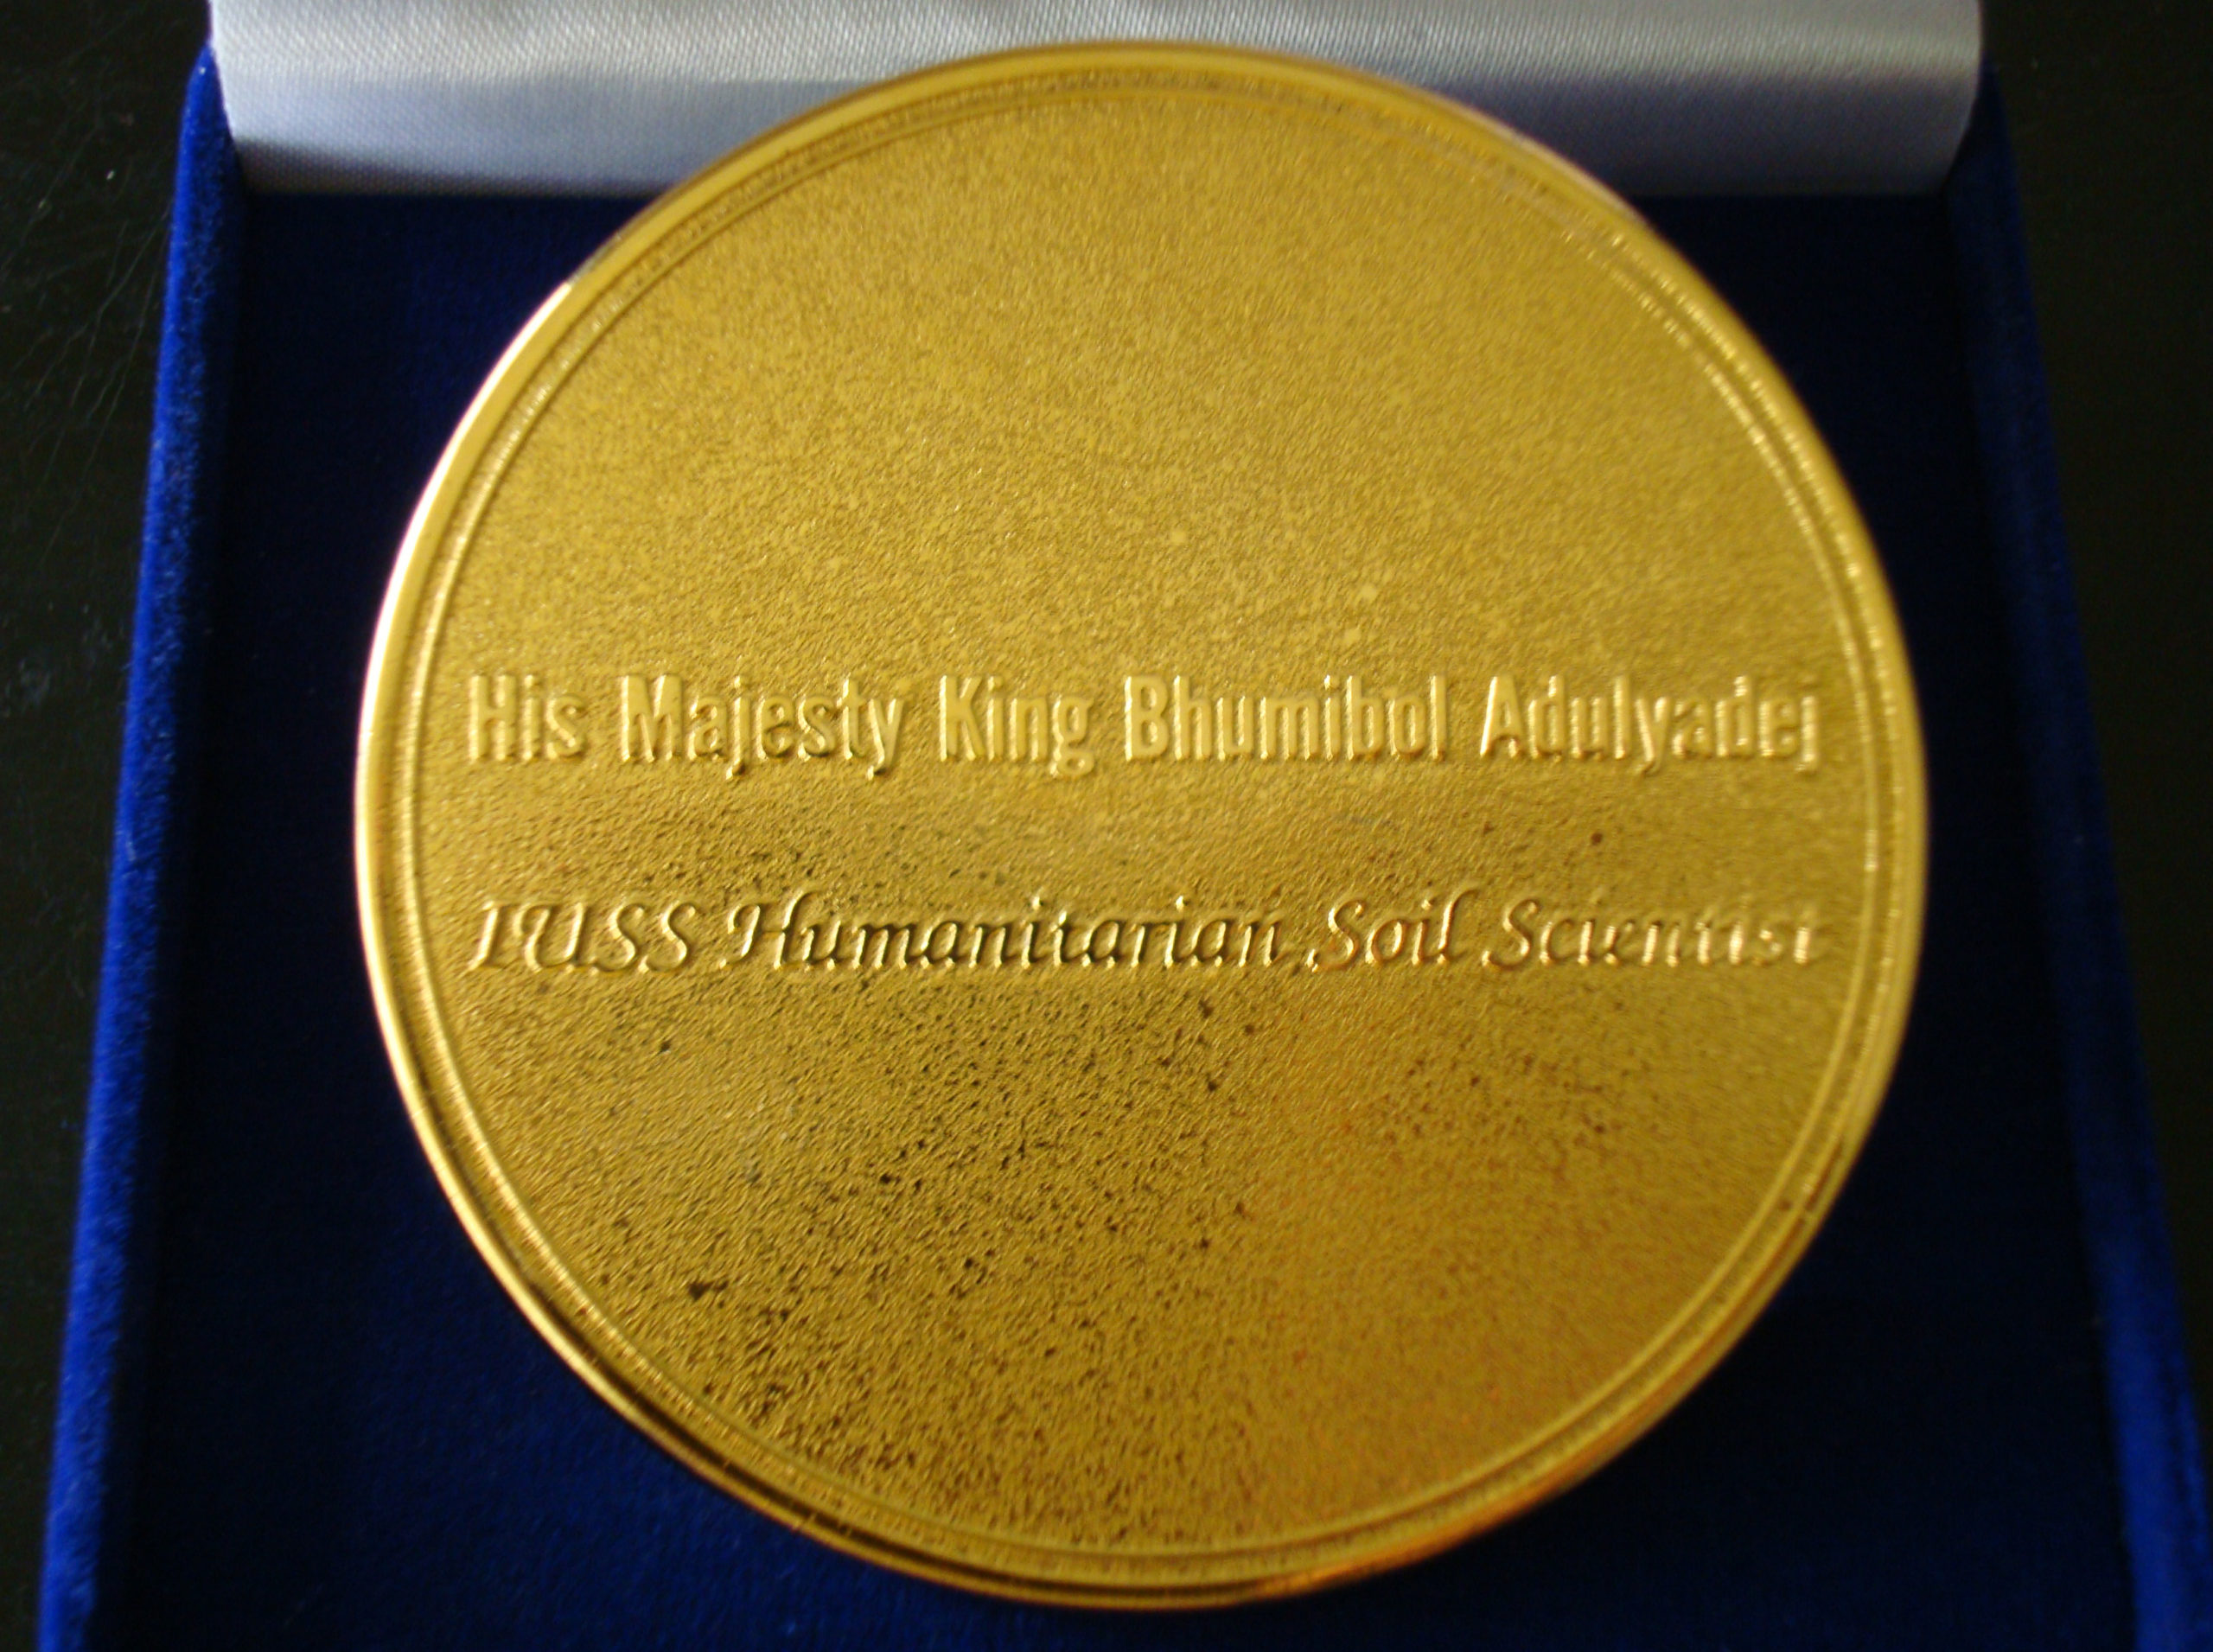 His Majesty King Bhumibol Adulyadej
IUSS Humanitarian Soil Scientist